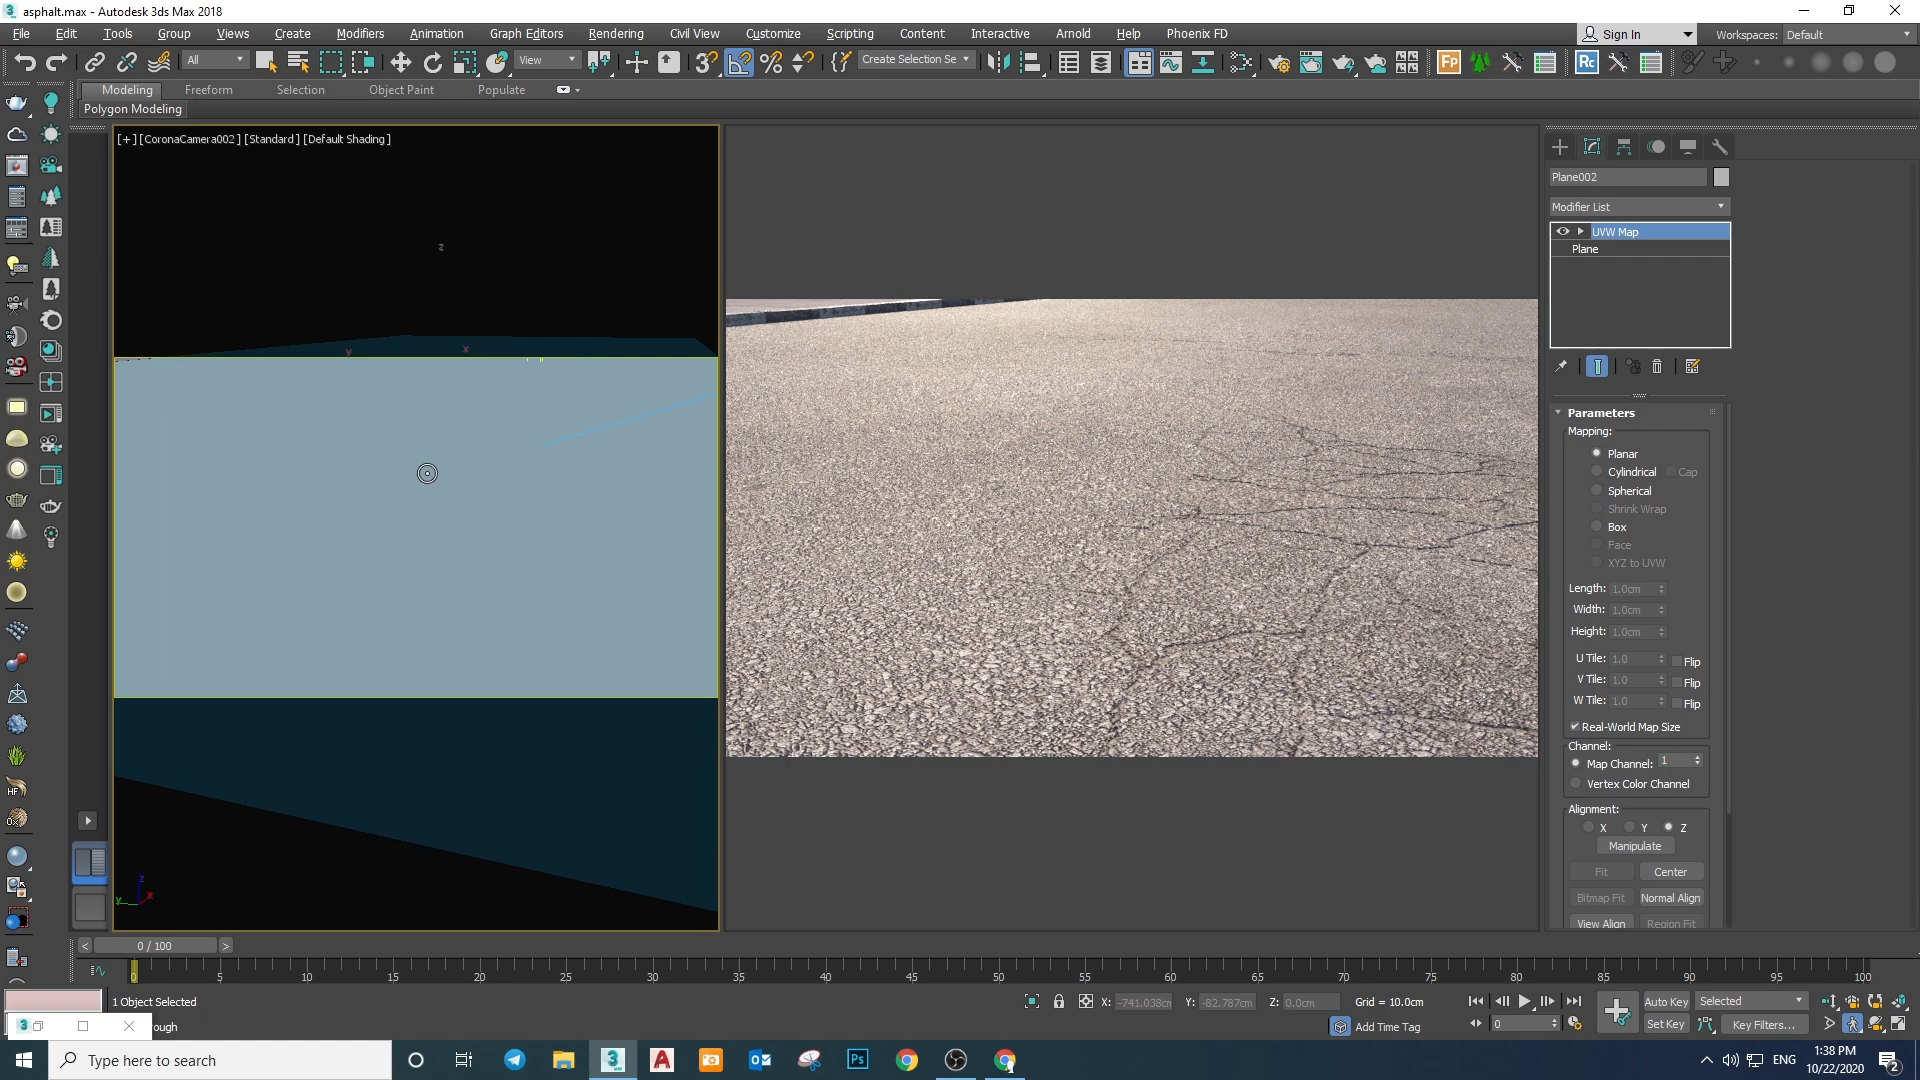 asphalt.max - Autodesk 3ds Max 2018
File Edit Tools Group Views Create Modifiers Animation Graph Editors Rendering Civil View Customize Scripting Content Interactive Arnold Help Phoenix FD
Sign In Workspaces: Default
All View Create Selection Se
Modeling Freeform Selection Object Paint Populate
Polygon Modeling
[+] [CoronaCamera002] [Standard] [Default Shading]
Plane002
Modifier List
UVW Map
Plane
Parameters
Mapping:
Planar
Cylindrical Cap
Spherical
Shrink Wrap
Box
Face
XYZ to UVW
Length: 1.0cm
Width: 1.0cm
Height: 1.0cm
U Tile: 1.0 Flip
V Tile: 1.0 Flip
W Tile: 1.0 Flip
Real-World Map Size
Channel:
Map Channel: 1
Vertex Color Channel
Alignment:
X Y Z
Manipulate
Fit Center
Bitmap Fit Normal Align
View Align Region Fit
z
y x
z
y x
< 0 / 100 >
0 5 10 15 20 25 30 35 40 45 50 55 60 65 70 75 80 85 90 95 100
1 Object Selected
X: -741.038cm Y: -82.787cm Z: 0.0cm Grid = 10.0cm
Auto Key Selected
rough
Add Time Tag
0
Set Key Key Filters...
Type here to search
ENG
1:38 PM
10/22/2020
2